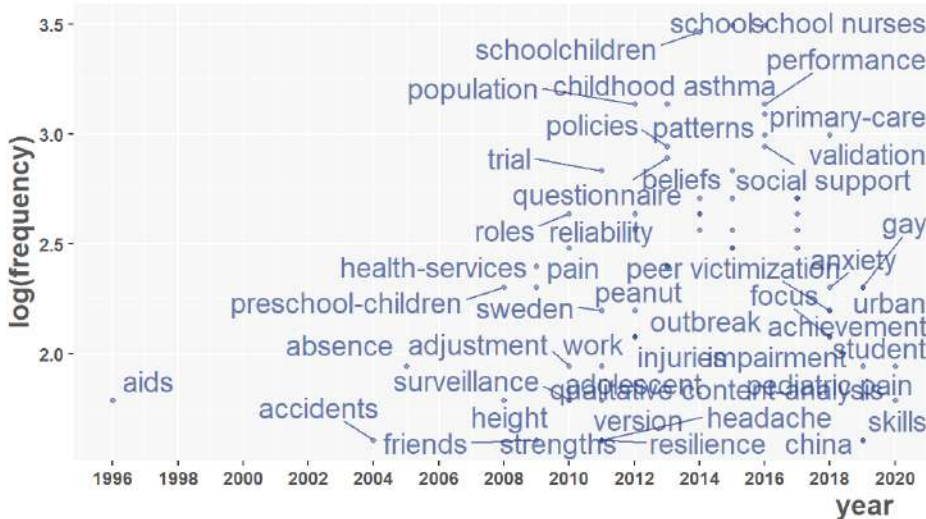 3.5
school
school nurses
schoolchildren
performance
population
childhood asthma
3.0
primary-care
policies
patterns
trial
validation
beliefs
social support
questionnaire
gay
roles
reliability
2.5
anxiety
health-services
pain
peer victimization
preschool-children
peanut
focus
urban
sweden
outbreak
achievement
2.0
absence
adjustment
work
injuries
impairment
student
aids
surveillance
adolescent
qualitative content-analysis
pediatric pain
accidents
height
version
headache
skills
friends
strengths
resilience
china
log(frequency)
1996 1998 2000 2002 2004 2006 2008 2010 2012 2014 2016 2018 2020
year